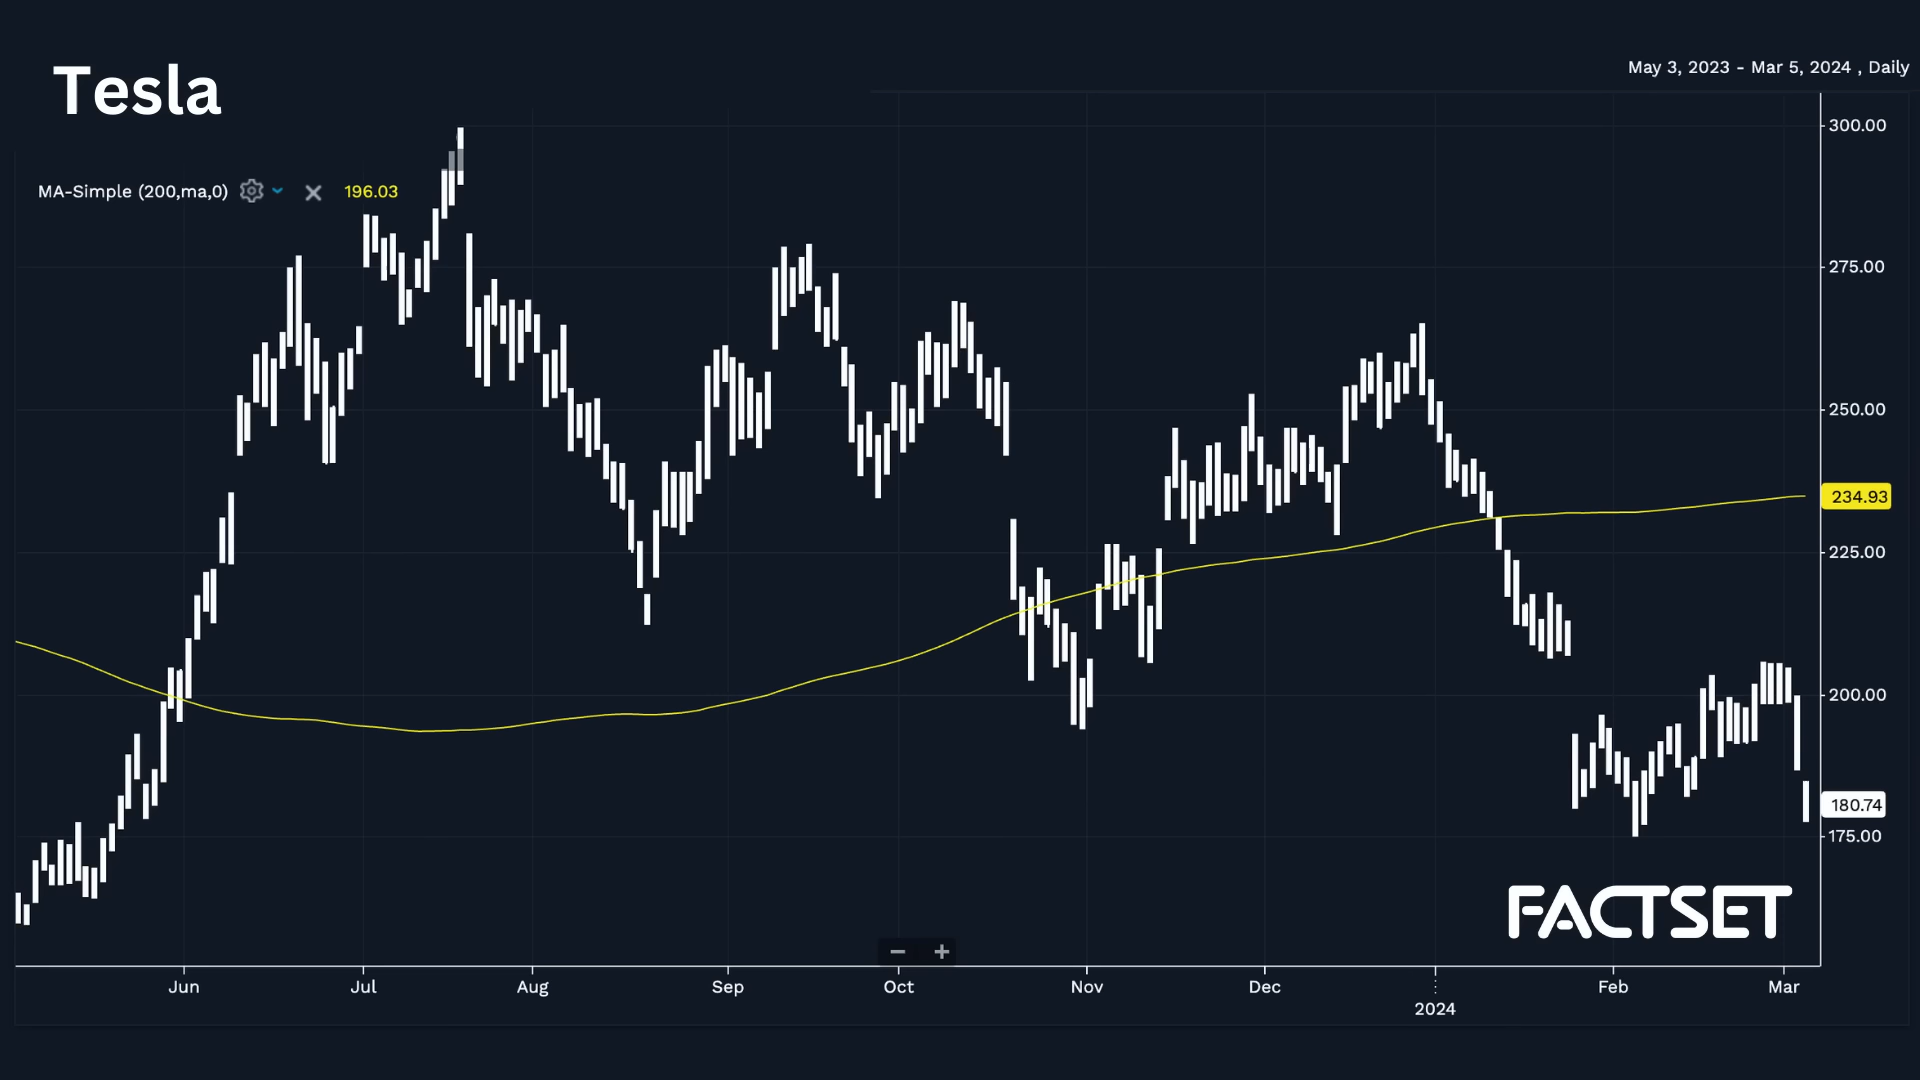 Tesla
May 3, 2023 - Mar 5, 2024 , Daily
MA-Simple (200,ma,0) 196.03
300.00
275.00
250.00
234.93
225.00
200.00
180.74
175.00
FACTSET
Jun Jul Aug Sep Oct Nov Dec Feb Mar
2024